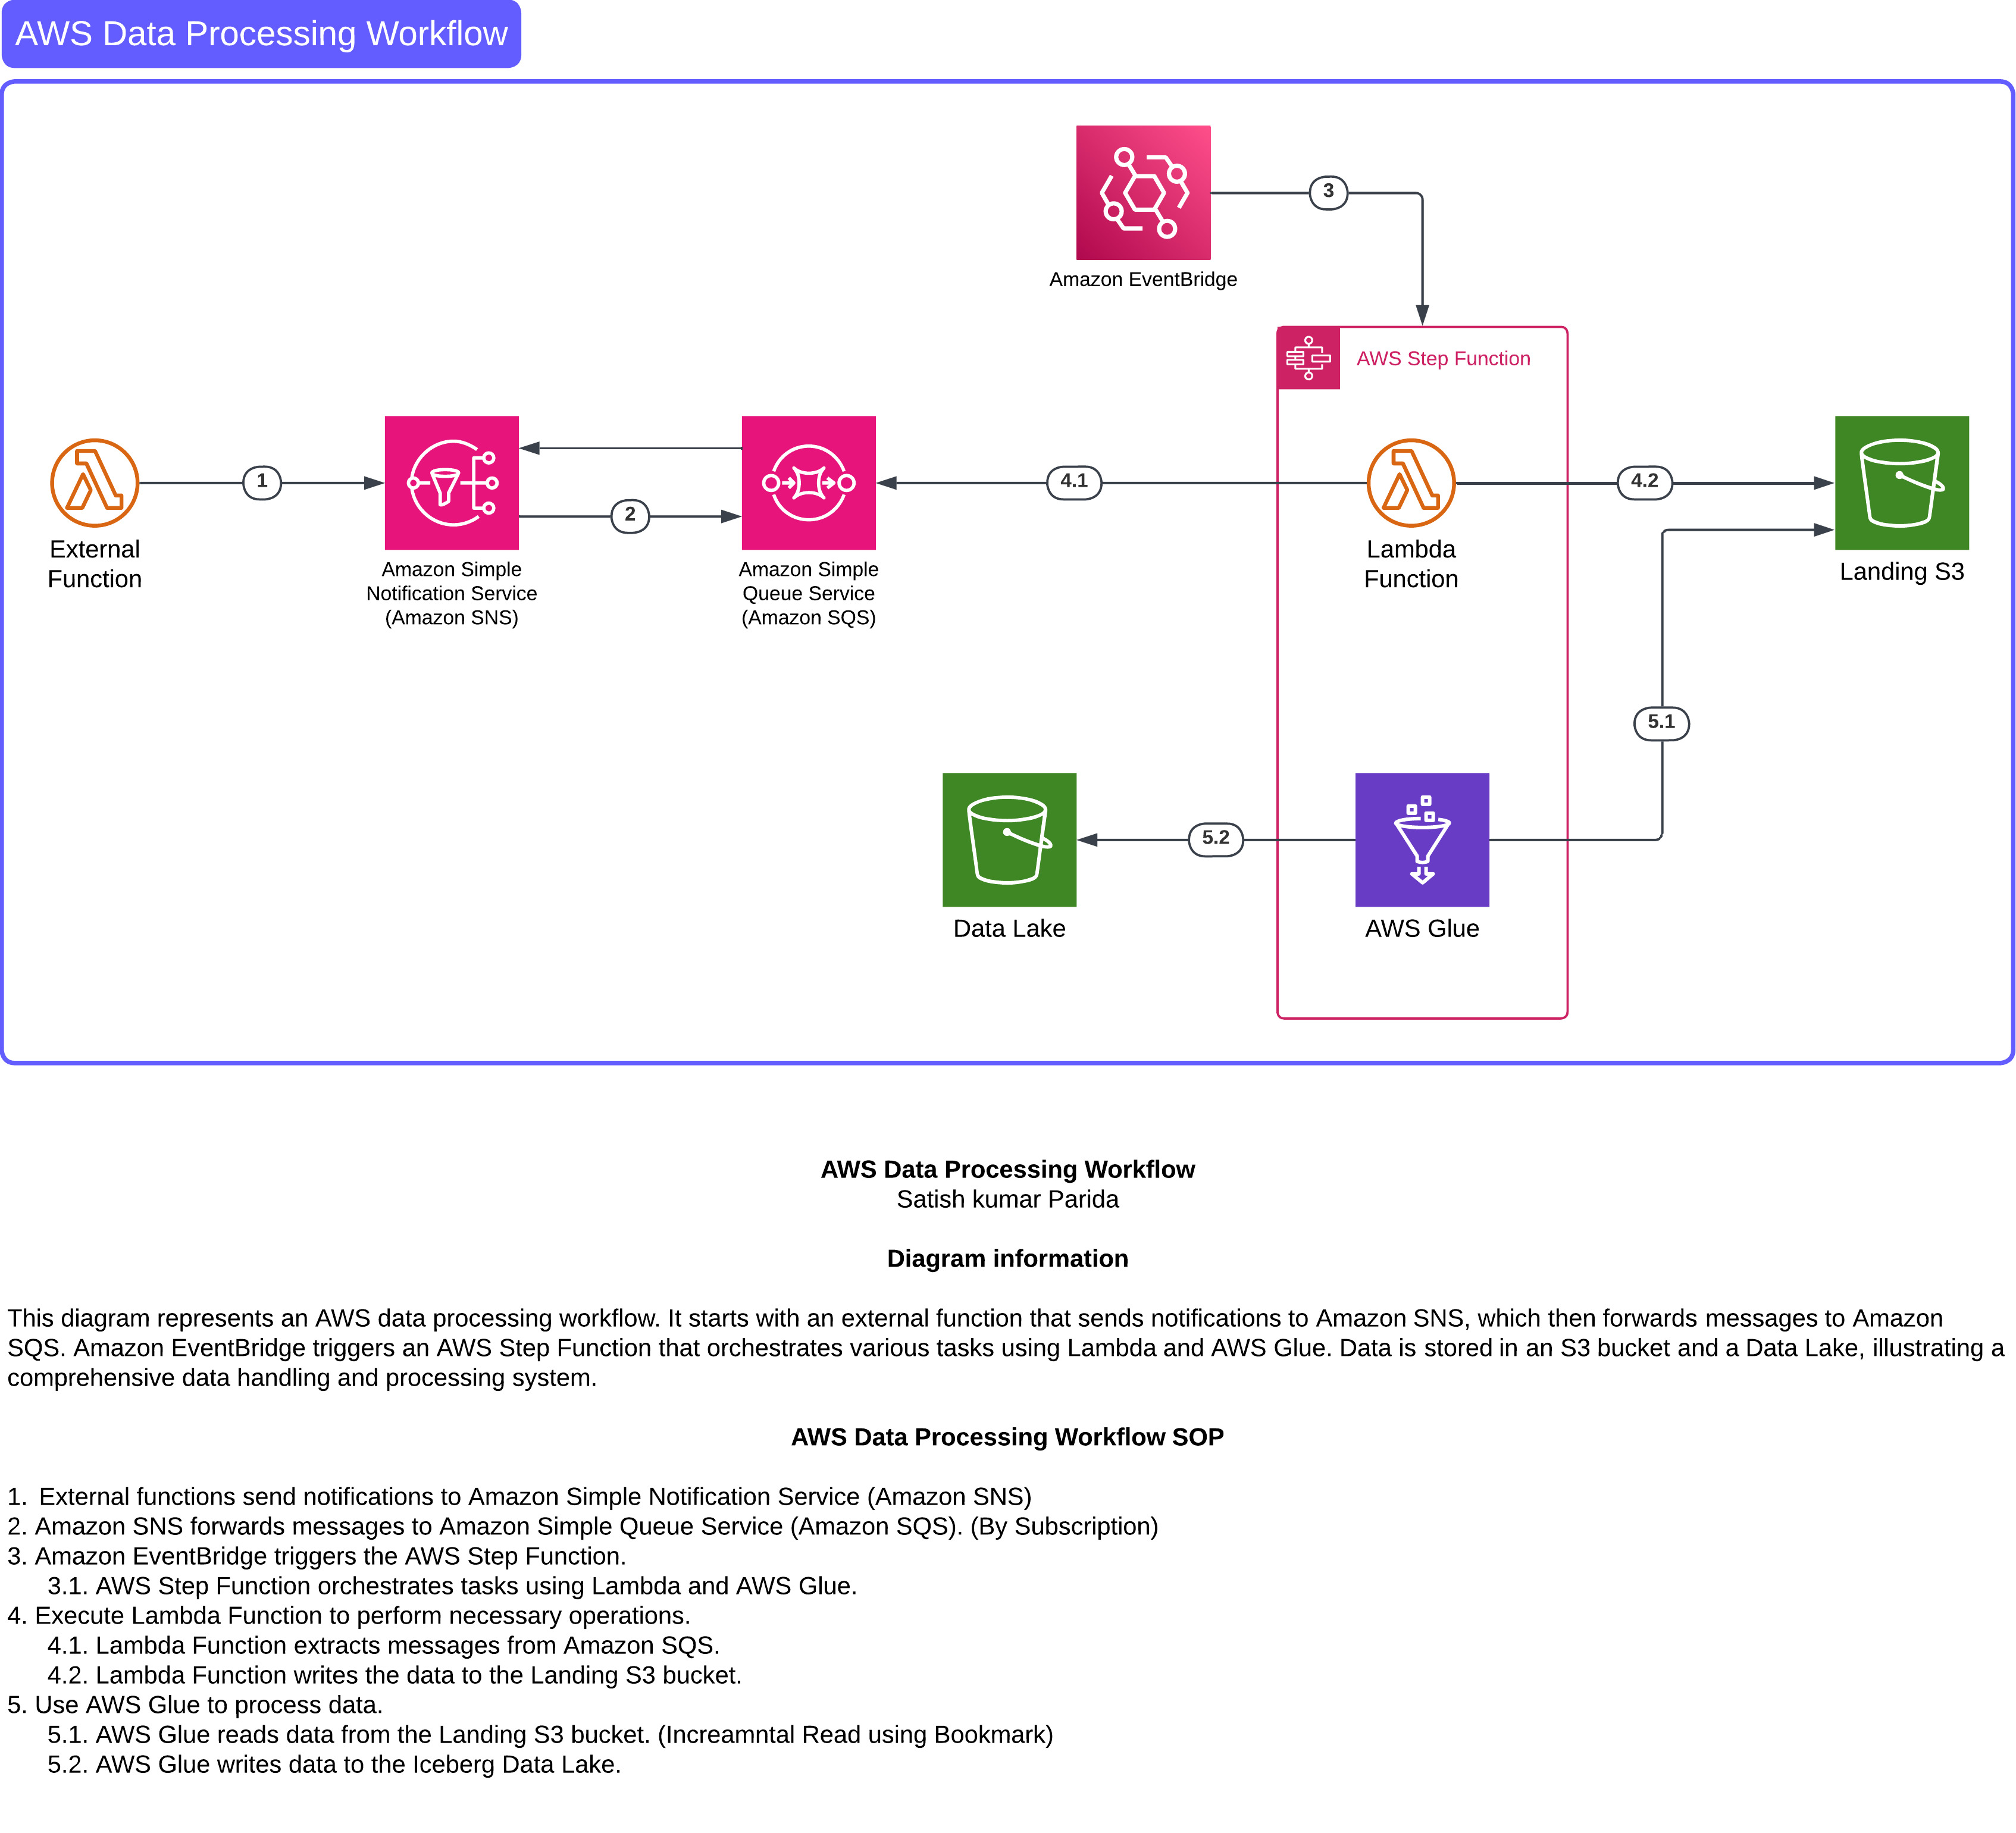 AWS Data Processing Workflow
3
Amazon EventBridge
AWS Step Function
1
2
4.1
4.2
External
Function
Amazon Simple
Notification Service
(Amazon SNS)
Amazon Simple
Queue Service
(Amazon SQS)
Lambda
Function
Landing S3
5.1
5.2
Data Lake
AWS Glue
AWS Data Processing Workflow
Satish kumar Parida
Diagram information
This diagram represents an AWS data processing workflow. It starts with an external function that sends notifications to Amazon SNS, which then forwards messages to Amazon
SQS. Amazon EventBridge triggers an AWS Step Function that orchestrates various tasks using Lambda and AWS Glue. Data is stored in an S3 bucket and a Data Lake, illustrating a
comprehensive data handling and processing system.
AWS Data Processing Workflow SOP
1. External functions send notifications to Amazon Simple Notification Service (Amazon SNS)
2. Amazon SNS forwards messages to Amazon Simple Queue Service (Amazon SQS). (By Subscription)
3. Amazon EventBridge triggers the AWS Step Function.
3.1. AWS Step Function orchestrates tasks using Lambda and AWS Glue.
4. Execute Lambda Function to perform necessary operations.
4.1. Lambda Function extracts messages from Amazon SQS.
4.2. Lambda Function writes the data to the Landing S3 bucket.
5. Use AWS Glue to process data.
5.1. AWS Glue reads data from the Landing S3 bucket. (Increamntal Read using Bookmark)
5.2. AWS Glue writes data to the Iceberg Data Lake.